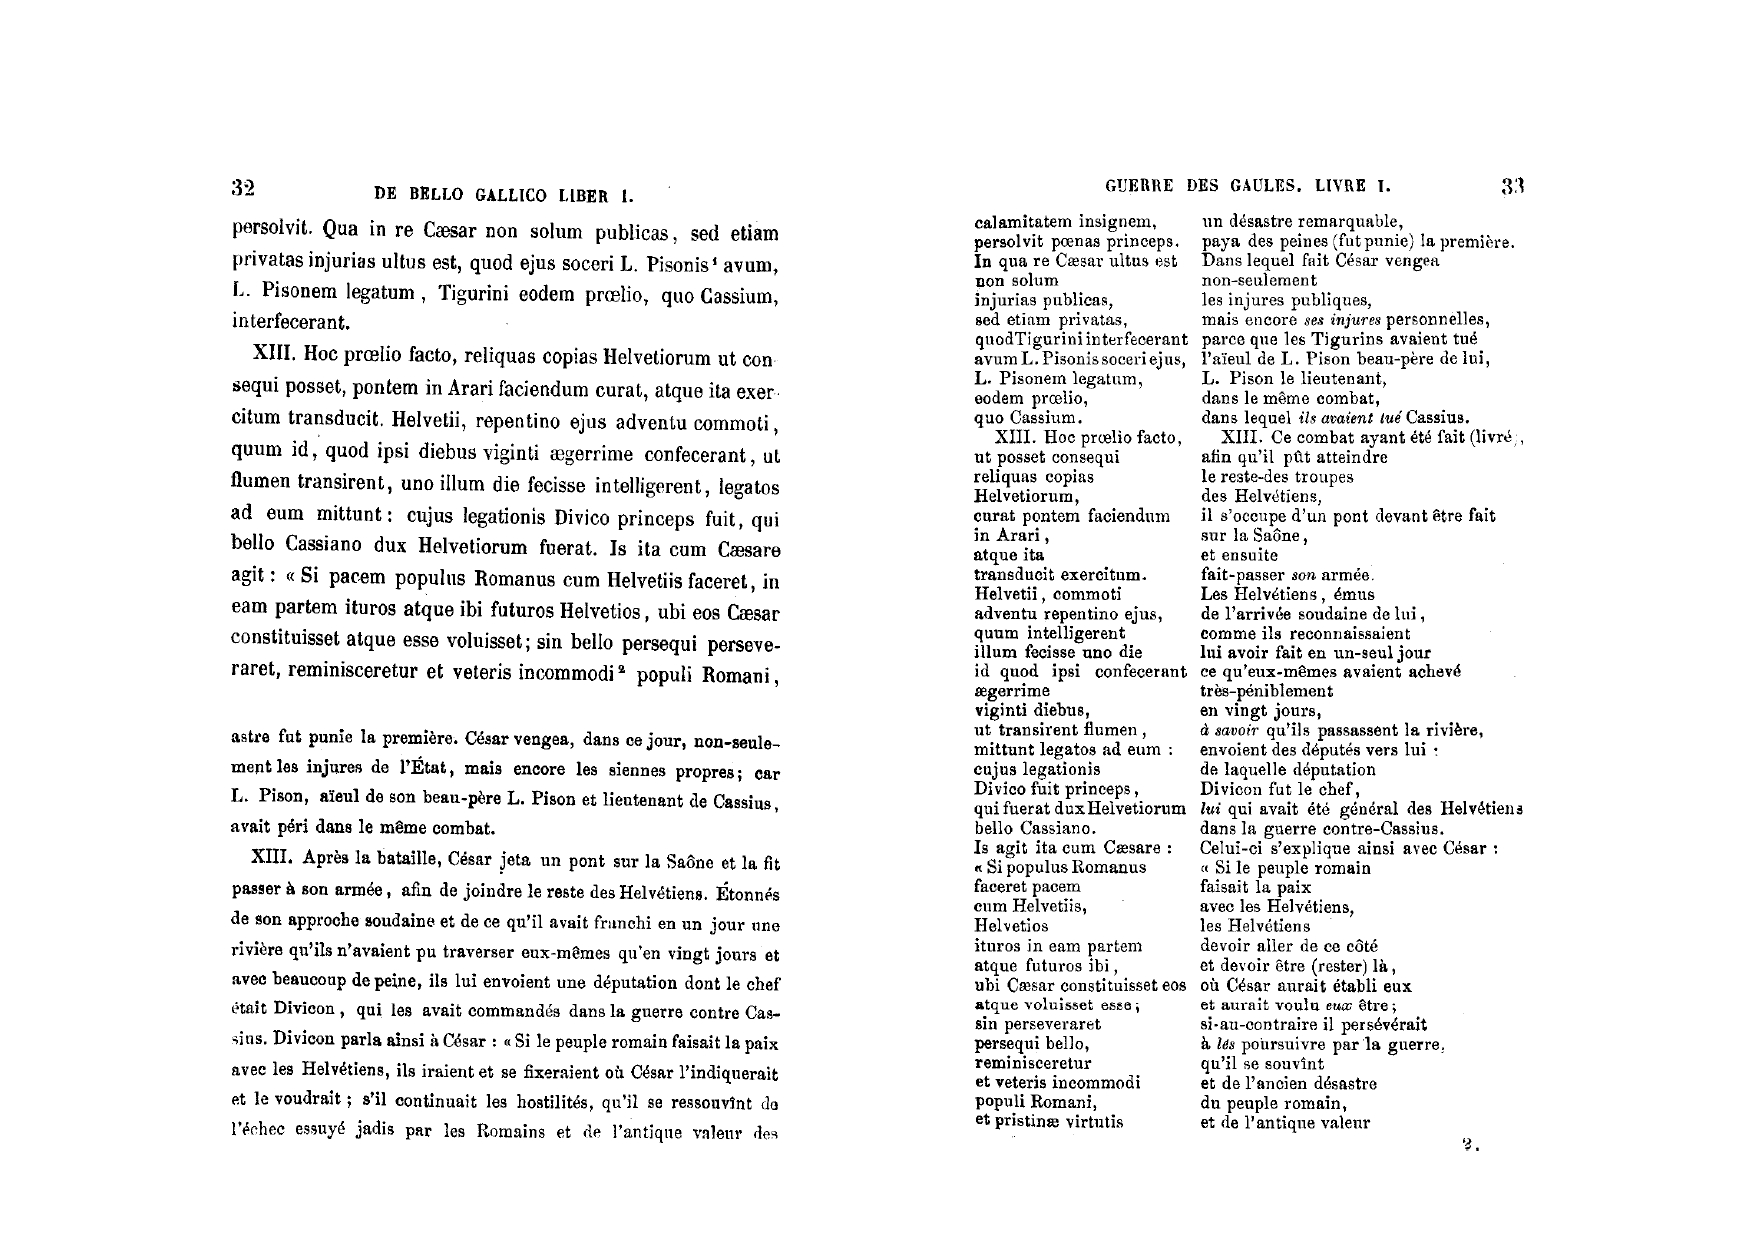 32
DE BELLO GALLICO LIBER I.
persolvit. Qua in re Cæsar non solum publicas, sed etiam
privatas injurias ultus est, quod ejus soceri L. Pisonis¹ avum,
L. Pisonem legatum, Tigurini eodem prœlio, quo Cassium,
interfecerant.
XIII. Hoc prœlio facto, reliquas copias Helvetiorum ut con
sequi posset, pontem in Arari faciendum curat, atque ita exer-
citum transducit. Helvetii, repentino ejus adventu commoti,
quum id, quod ipsi diebus viginti ægerrime confecerant, ut
flumen transirent, uno illum die fecisse intelligerent, legatos
ad eum mittunt: cujus legationis Divico princeps fuit, qui
bello Cassiano dux Helvetiorum fuerat. Is ita cum Cæsare
agit: « Si pacem populus Romanus cum Helvetiis faceret, in
eam partem ituros atque ibi futuros Helvetios, ubi eos Cæsar
constituisset atque esse voluisset; sin bello persequi perseve-
raret, reminisceretur et veteris incommodi² populi Romani,
astre fut punie la première. César vengea, dans ce jour, non-seule-
ment les injures de l'État, mais encore les siennes propres; car
L. Pison, aïeul de son beau-père L. Pison et lieutenant de Cassius,
avait péri dans le même combat.
XIII. Après la bataille, César jeta un pont sur la Saône et la fit
passer à son armée, afin de joindre le reste des Helvétiens. Étonnés
de son approche soudaine et de ce qu'il avait franchi en un jour une
rivière qu'ils n'avaient pu traverser eux-mêmes qu'en vingt jours et
avec beaucoup de peine, ils lui envoient une députation dont le chef
était Divicon, qui les avait commandés dans la guerre contre Cas-
sius. Divicon parla ainsi à César : « Si le peuple romain faisait la paix
avec les Helvétiens, ils iraient et se fixeraient où César l'indiquerait
et le voudrait; s'il continuait les hostilités, qu'il se ressouvînt de
l'échec essuyé jadis par les Romains et de l'antique valeur des
GUERRE DES GAULES. LIVRE I.
33
calamitatem insignem, un désastre remarquable,
persolvit pœnas princeps. paya des peines (fut punie) la première.
In qua re Cæsar ultus est Dans lequel fait César vengea
non solum non-seulement
injurias publicas, les injures publiques,
sed etiam privatas, mais encore ses injures personnelles,
quod Tigurini interfecerant parce que les Tigurins avaient tué
avum L. Pisonis soceri ejus, l'aïeul de L. Pison beau-père de lui,
L. Pisonem legatum, L. Pison le lieutenant,
eodem prœlio, dans le même combat,
quo Cassium. dans lequel ils avaient tué Cassius.
XIII. Hoc prœlio facto, XIII. Ce combat ayant été fait (livré),
ut posset consequi afin qu'il pût atteindre
reliquas copias le reste-des troupes
Helvetiorum, des Helvétiens,
curat pontem faciendum il s'occupe d'un pont devant être fait
in Arari, sur la Saône,
atque ita et ensuite
transducit exercitum. fait-passer son armée.
Helvetii, commoti Les Helvétiens, émus
adventu repentino ejus, de l'arrivée soudaine de lui,
quum intelligerent comme ils reconnaissaient
illum fecisse uno die lui avoir fait en un-seul jour
id quod ipsi confecerant ce qu'eux-mêmes avaient achevé
ægerrime très-péniblement
viginti diebus, en vingt jours,
ut transirent flumen, à savoir qu'ils passassent la rivière,
mittunt legatos ad eum : envoient des députés vers lui :
cujus legationis de laquelle députation
Divico fuit princeps, Divicon fut le chef,
qui fuerat dux Helvetiorum lui qui avait été général des Helvétiens
bello Cassiano. dans la guerre contre-Cassius.
Is agit ita cum Cæsare : Celui-ci s'explique ainsi avec César :
« Si populus Romanus « Si le peuple romain
faceret pacem faisait la paix
cum Helvetiis, avec les Helvétiens,
Helvetios les Helvétiens
ituros in eam partem devoir aller de ce côté
atque futuros ibi, et devoir être (rester) là,
ubi Cæsar constituisset eos où César aurait établi eux
atque voluisset esse; et aurait voulu eux être;
sin perseveraret si-au-contraire il persévérait
persequi bello, à les poursuivre par la guerre,
reminisceretur qu'il se souvînt
et veteris incommodi et de l'ancien désastre
populi Romani, du peuple romain,
et pristinæ virtutis et de l'antique valeur
2.